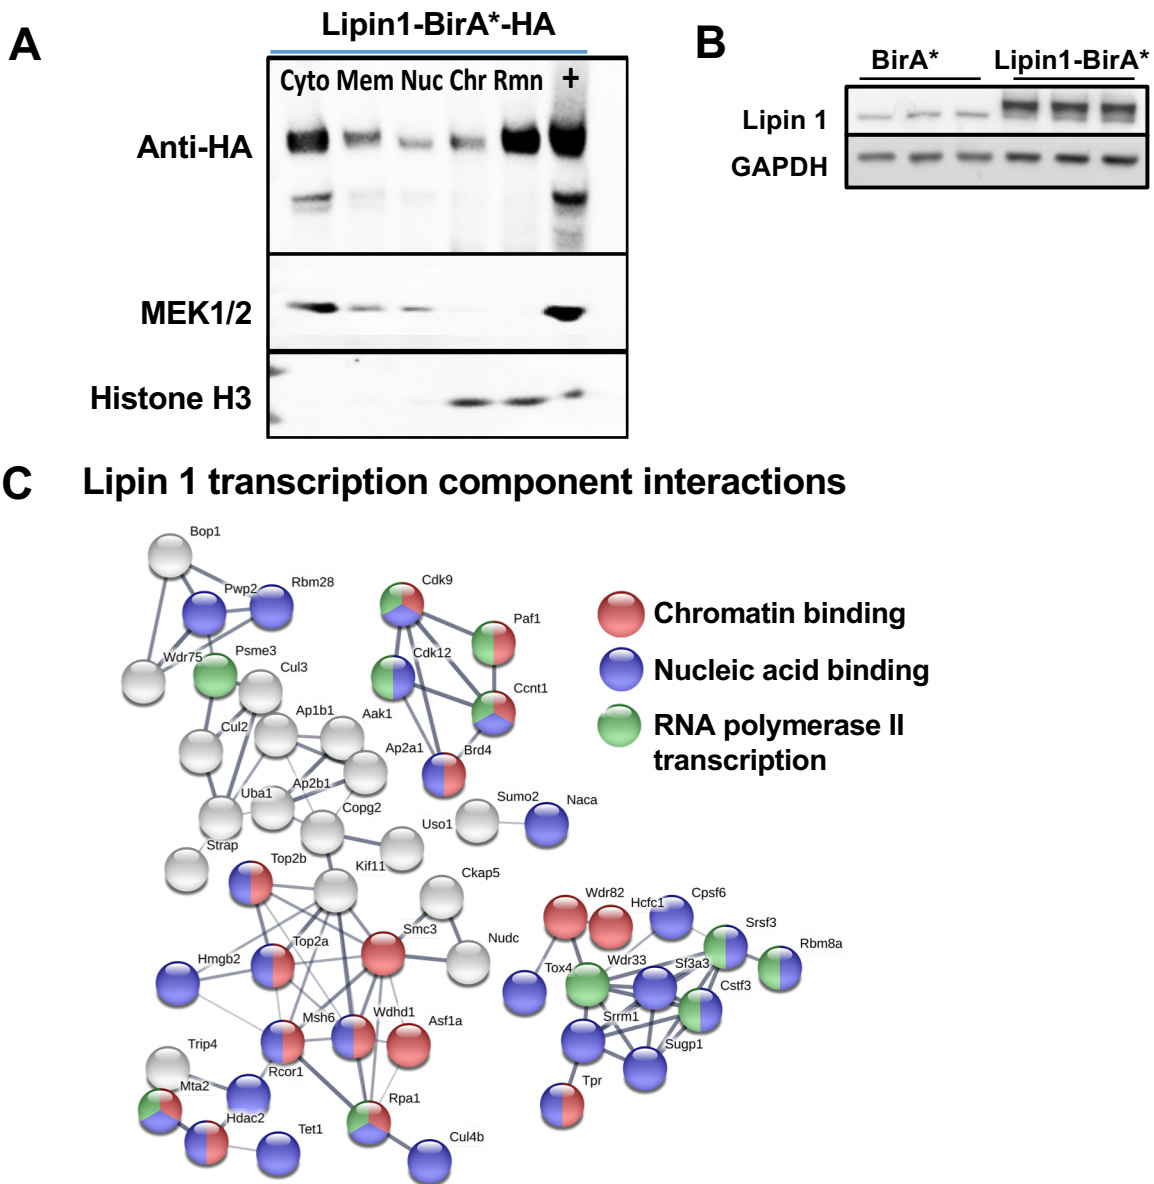 A
Lipin1-BirA*-HA
Cyto Mem Nuc Chr Rmn +
Anti-HA
MEK1/2
Histone H3
B
BirA* Lipin1-BirA*
Lipin 1
GAPDH
C Lipin 1 transcription component interactions
Bop1
Pwp2
Rbm28
Wdr75
Psme3
Cul3
Cul2
Ap1b1
Aak1
Ap2a1
Uba1
Ap2b1
Copg2
Strap
Uso1
Cdk9
Paf1
Cdk12
Ccnt1
Brd4
Sumo2
Naca
Top2b
Kif11
Ckap5
Smc3
Nudc
Hmgb2
Top2a
Msh6
Wdhd1
Asf1a
Trip4
Rcor1
Mta2
Hdac2
Tet1
Rpa1
Cul4b
Wdr82
Hcfc1
Cpsf6
Srsf3
Rbm8a
Tox4
Wdr33
Sf3a3
Cstf3
Srrm1
Sugp1
Tpr
Chromatin binding
Nucleic acid binding
RNA polymerase II
transcription